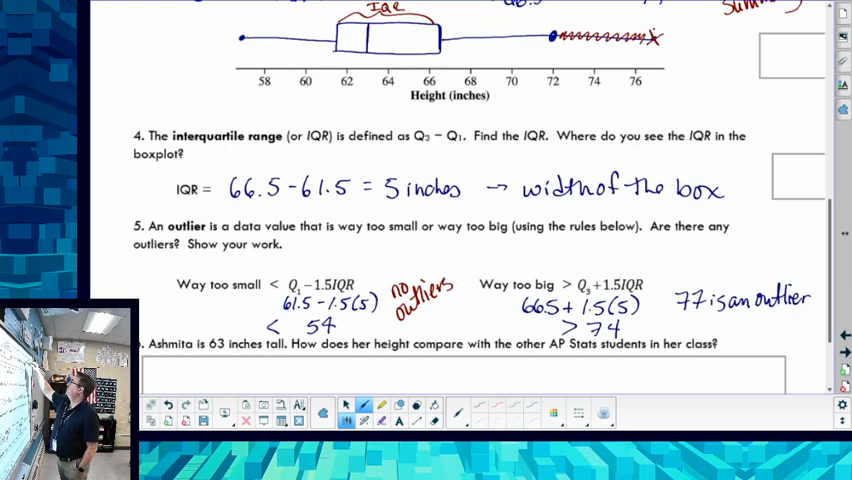 IQR
58 60 62 64 66 68 70 72 74 76
Height (inches)
4. The interquartile range (or IQR) is defined as Q3 – Q1. Find the IQR. Where do you see the IQR in the
boxplot?
IQR = 66.5 - 61.5 = 5 inches → width of the box
5. An outlier is a data value that is way too small or way too big (using the rules below). Are there any
outliers? Show your work.
Way too small < Q1 – 1.5IQR
61.5 - 1.5(5)
< 54
no
outliers
Way too big > Q3 + 1.5IQR
66.5 + 1.5(5)
> 74
77 is an outlier
. Ashmita is 63 inches tall. How does her height compare with the other AP Stats students in her class?